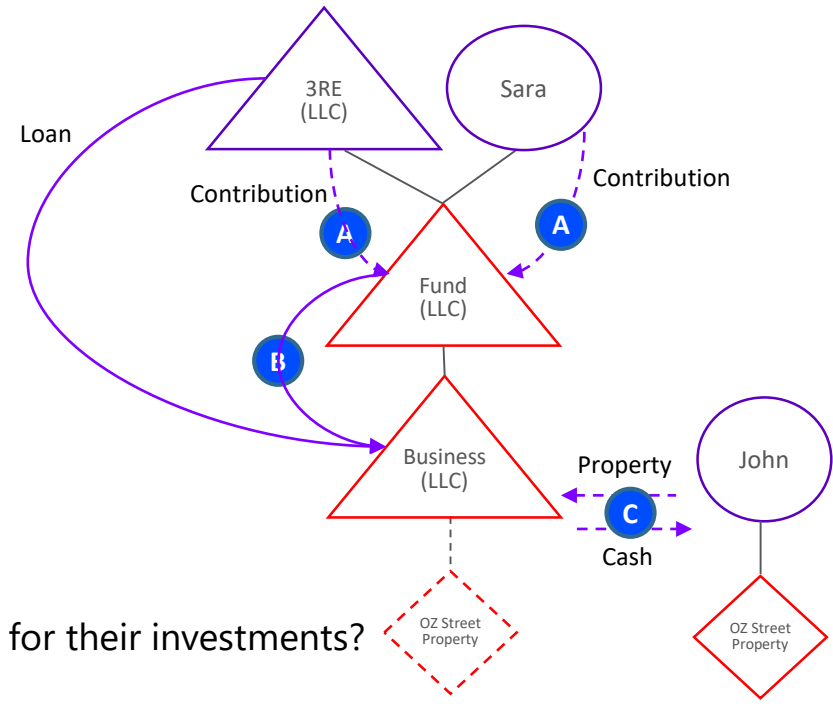 3RE
(LLC)
Sara
Loan
Contribution
Contribution
A
A
Fund
(LLC)
B
Business
(LLC)
Property
John
C
Cash
for their investments?
OZ Street
Property
OZ Street
Property